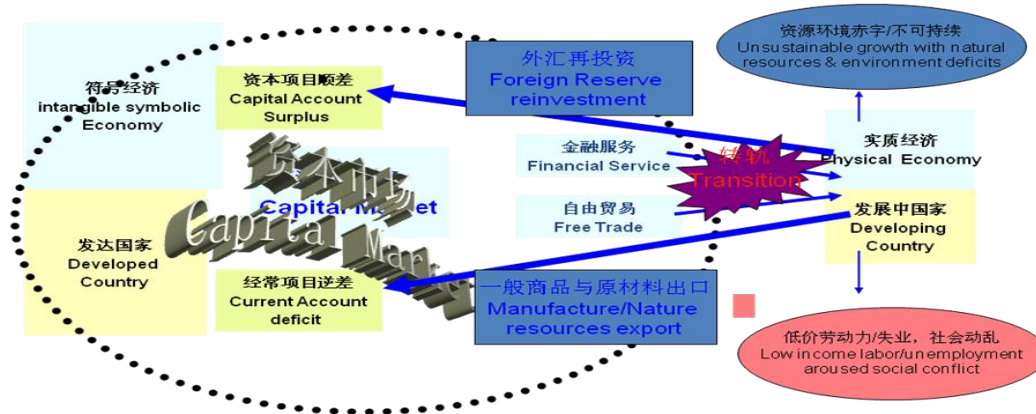 符号经济
intangible symbolic
Economy
发达国家
Developed
Country
资本项目顺差
Capital Account
Surplus
资本市场
Capital Market
经常项目逆差
Current Account
deficit
外汇再投资
Foreign Reserve
reinvestment
金融服务
Financial Service
自由贸易
Free Trade
一般商品与原材料出口
Manufacture/Nature
resources export
转轨
Transition
资源环境赤字/不可持续
Unsustainable growth with natural
resources & environment deficits
实质经济
Physical Economy
发展中国家
Developing
Country
低价劳动力/失业，社会动乱
Low income labor/unemployment
aroused social conflict